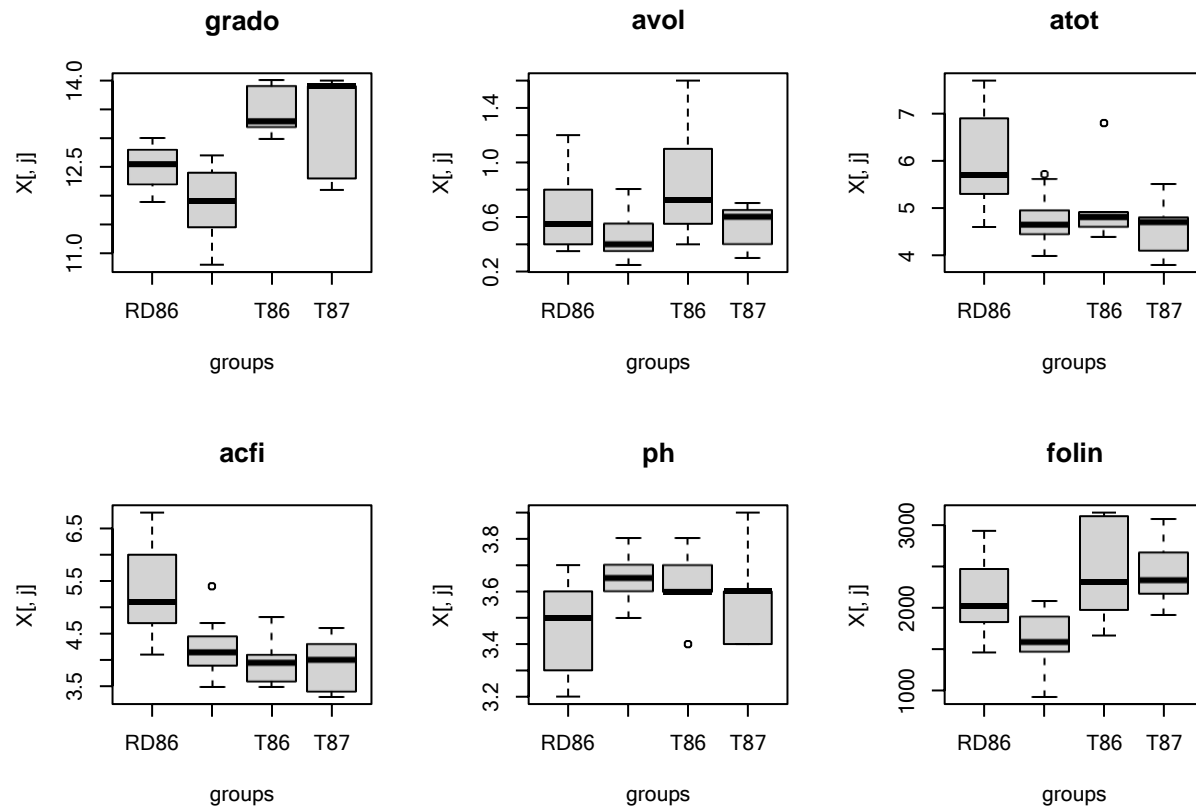 grado
X[, j]
14.0
12.5
11.0
RD86 T86 T87
groups
avol
X[, j]
1.4
1.0
0.6
0.2
RD86 T86 T87
groups
atot
X[, j]
7
6
5
4
RD86 T86 T87
groups
acfi
X[, j]
6.5
5.5
4.5
3.5
RD86 T86 T87
groups
ph
X[, j]
3.8
3.6
3.4
3.2
RD86 T86 T87
groups
folin
X[, j]
3000
2000
1000
RD86 T86 T87
groups